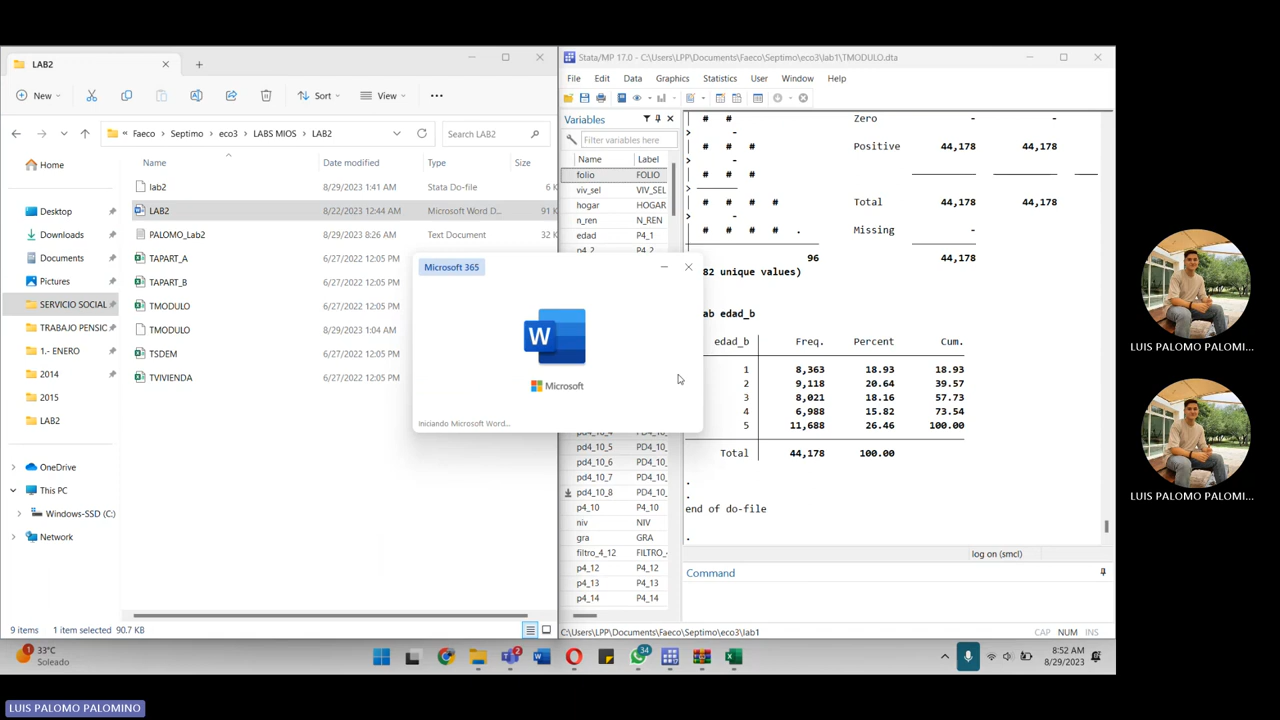 LAB2
Stata/MP 17.0 - C:\Users\LPP\Documents\Faeco\Septimo\eco3\lab1\TMODULO.dta
File Edit Data Graphics Statistics User Window Help
New Sort View
Faeco Septimo eco3 LABS MIOS LAB2
Search LAB2
Name Date modified Type Size
Home
Desktop
Downloads
Documents
Pictures
SERVICIO SOCIAL
TRABAJO PENSIC
1.- ENERO
2014
2015
LAB2
OneDrive
This PC
Windows-SSD (C:)
Network
lab2 8/29/2023 1:41 AM Stata Do-file 6 K
LAB2 8/22/2023 12:44 AM Microsoft Word D... 91 K
PALOMO_Lab2 8/29/2023 8:26 AM Text Document 32 K
TAPART_A 6/27/2022 12:05 PM
TAPART_B 6/27/2022 12:05 PM
TMODULO 6/27/2022 12:05 PM
TMODULO 8/29/2023 1:04 AM
TSDEM 6/27/2022 12:05 PM
TVIVIENDA 6/27/2022 12:05 PM
9 items 1 item selected 90.7 KB
Microsoft 365
W
Microsoft
Iniciando Microsoft Word...
Variables
Filter variables here
Name Label
folio FOLIO
viv_sel VIV_SEL
hogar HOGAR
n_ren N_REN
edad P4_1
p4_2 P4_2
pd4_10_5 PD4_10_
pd4_10_6 PD4_10_
pd4_10_7 PD4_10_
pd4_10_8 PD4_10_
p4_10 P4_10
niv NIV
gra GRA
filtro_4_12 FILTRO_
p4_12 P4_12
p4_13 P4_13
p4_14 P4_14
| # # Zero - -
> -
| # # # Positive 44,178 44,178
> -
| # # #
>
| # # # # Total 44,178 44,178
> -
| # # # # . Missing -
96 44,178
82 unique values)
ab edad_b
edad_b Freq. Percent Cum.
1 8,363 18.93 18.93
2 9,118 20.64 39.57
3 8,021 18.16 57.73
4 6,988 15.82 73.54
5 11,688 26.46 100.00
Total 44,178 100.00
.
.
end of do-file
.
log on (smcl)
Command
C:\Users\LPP\Documents\Faeco\Septimo\eco3\lab1 CAP NUM INS
33°C
Soleado
1
2
34
8:52 AM
8/29/2023
LUIS PALOMO PALOMI...
LUIS PALOMO PALOMI...
LUIS PALOMO PALOMINO